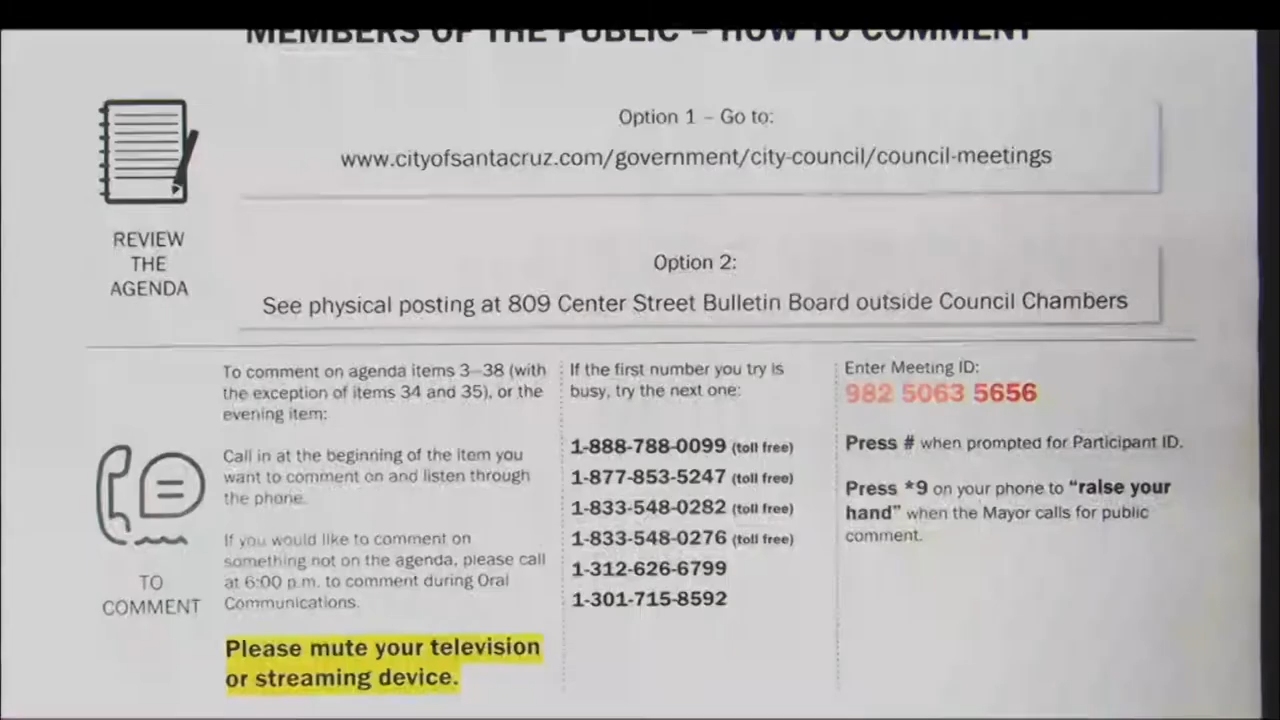 MEMBERS OF THE PUBLIC – HOW TO COMMENT
Option 1 – Go to:
www.cityofsantacruz.com/government/city-council/council-meetings
REVIEW
THE
AGENDA
Option 2:
See physical posting at 809 Center Street Bulletin Board outside Council Chambers
To comment on agenda items 3–38 (with
the exception of items 34 and 35), or the
evening item:
Call in at the beginning of the item you
want to comment on and listen through
the phone.
If you would like to comment on
something not on the agenda, please call
at 6:00 p.m. to comment during Oral
Communications.
TO
COMMENT
Please mute your television
or streaming device.
If the first number you try is
busy, try the next one:
1-888-788-0099 (toll free)
1-877-853-5247 (toll free)
1-833-548-0282 (toll free)
1-833-548-0276 (toll free)
1-312-626-6799
1-301-715-8592
Enter Meeting ID:
982 5063 5656
Press # when prompted for Participant ID.
Press *9 on your phone to “raise your
hand” when the Mayor calls for public
comment.